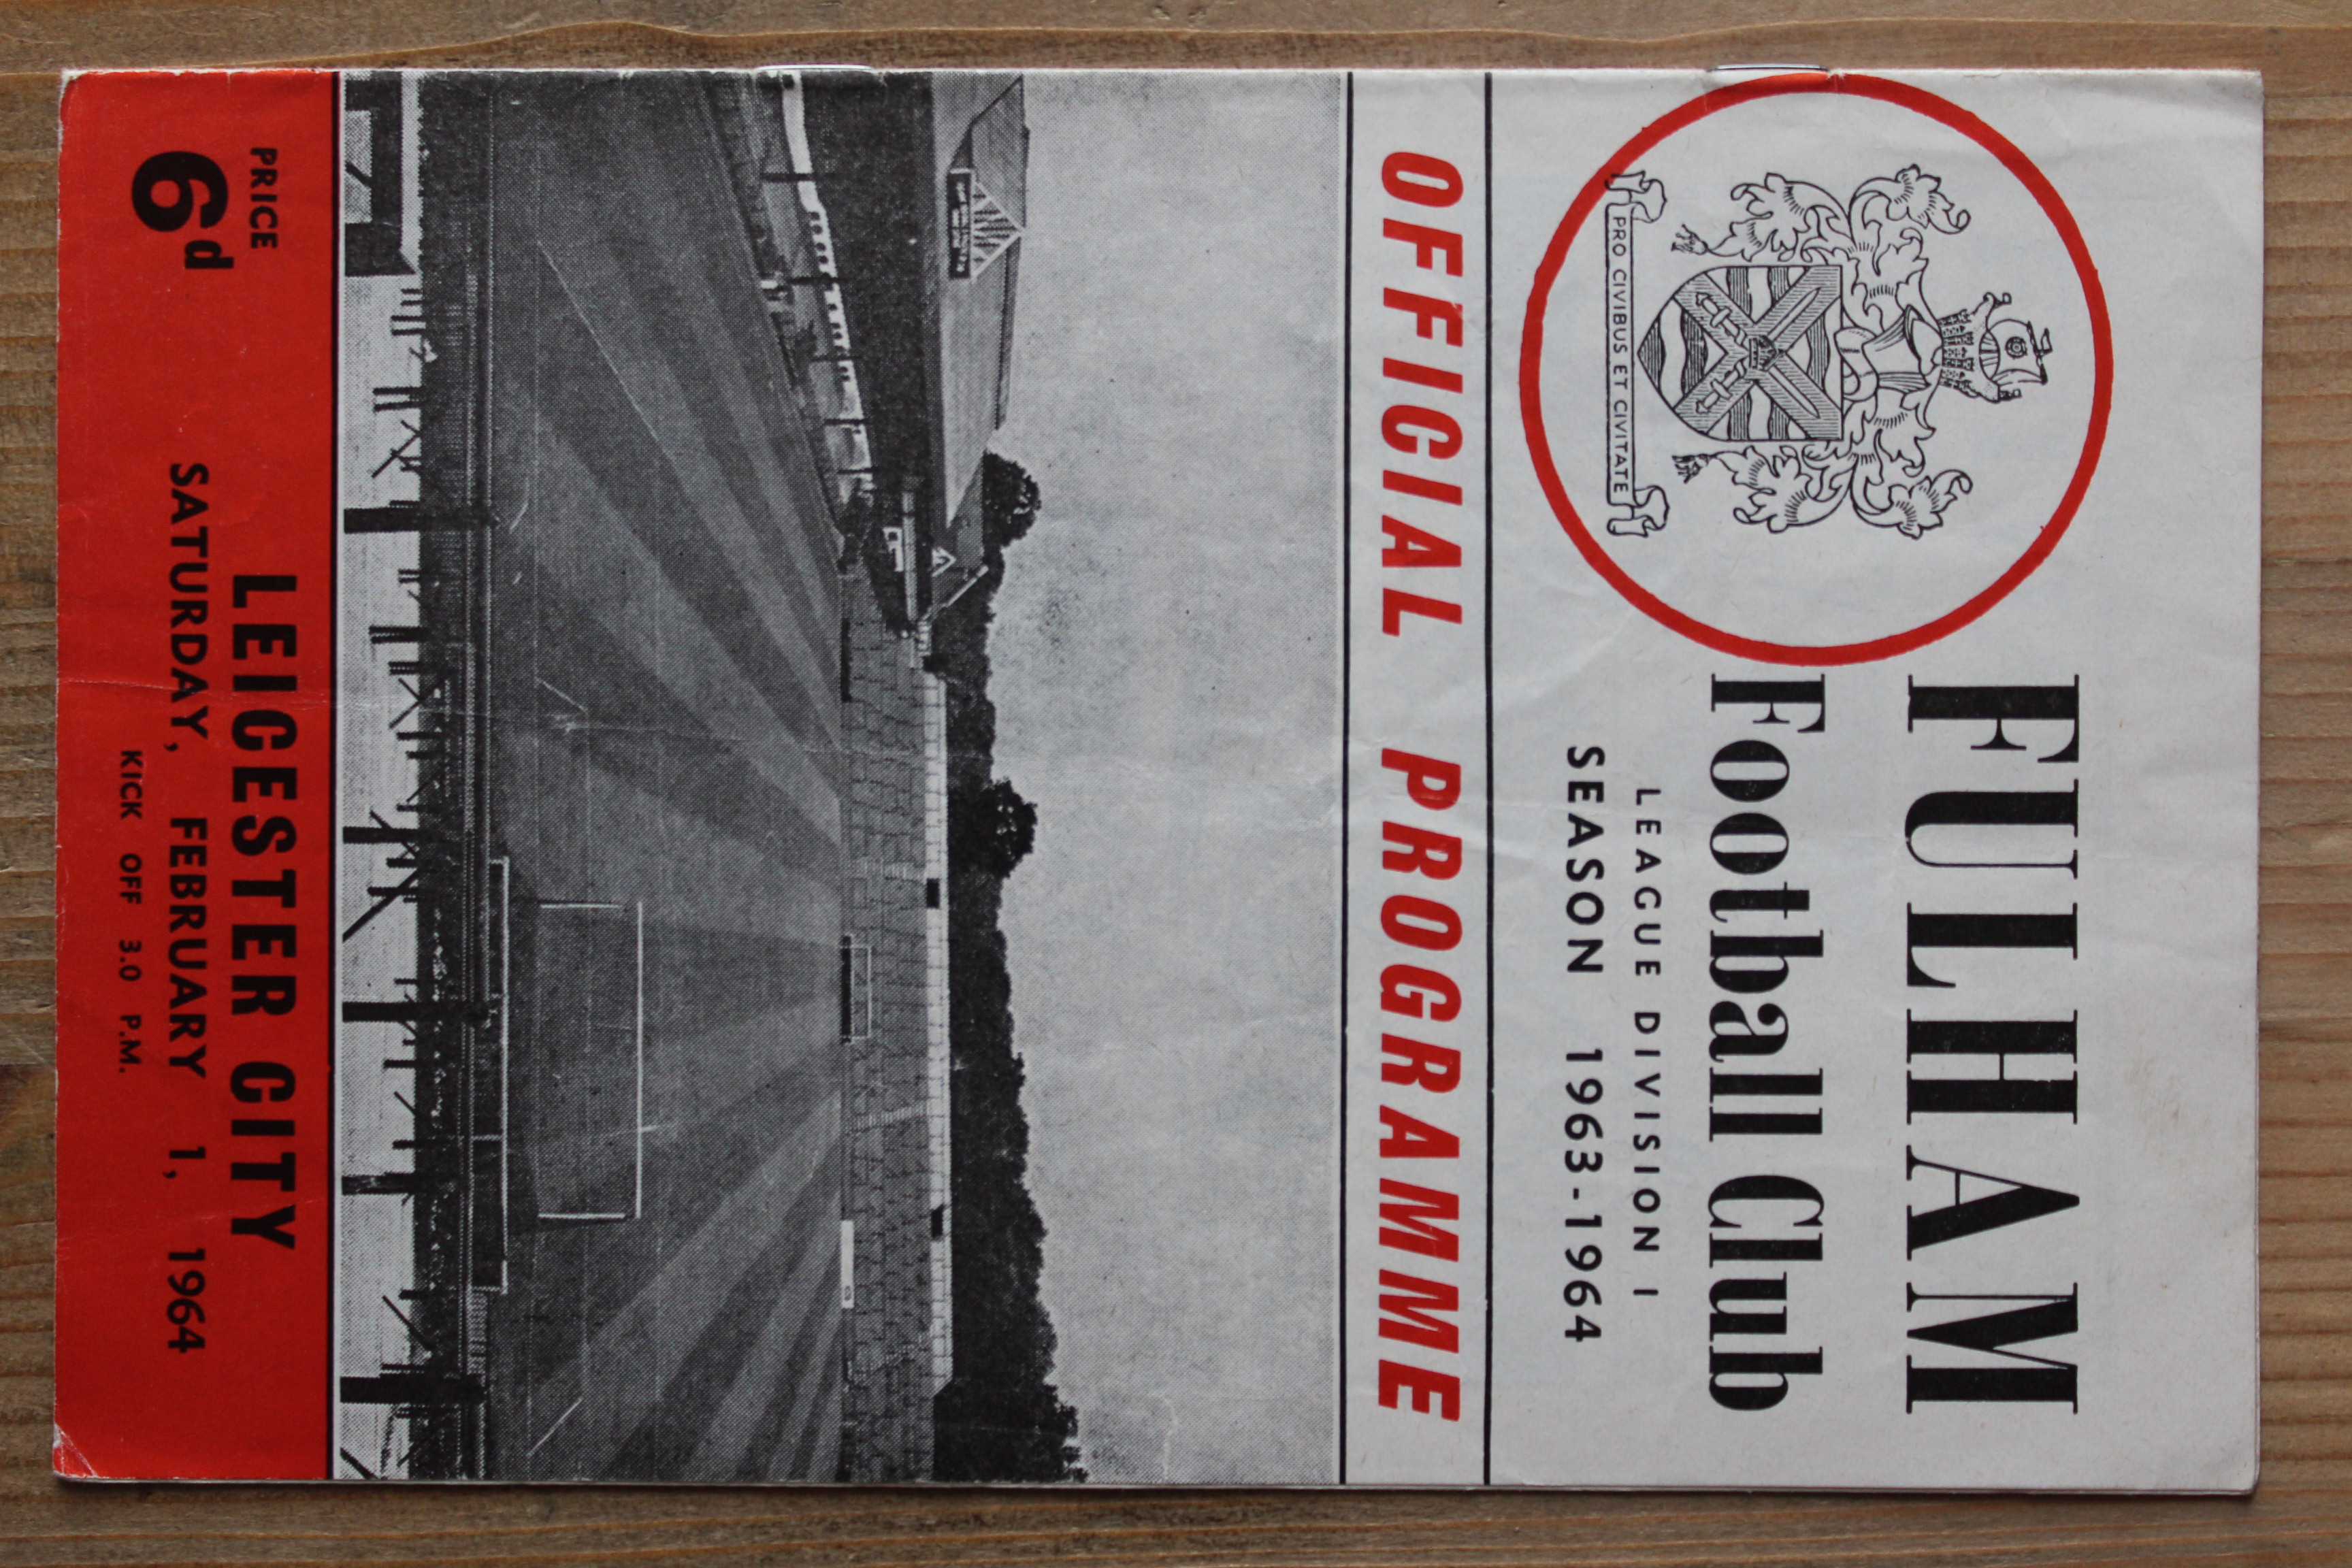 FULHAM
Football Club
LEAGUE DIVISION I
SEASON 1963-1964
PRO CIVIBUS ET CIVITATE
OFFICIAL PROGRAMME
PRICE
6d
LEICESTER CITY
SATURDAY, FEBRUARY 1, 1964
KICK OFF 3.0 P.M.